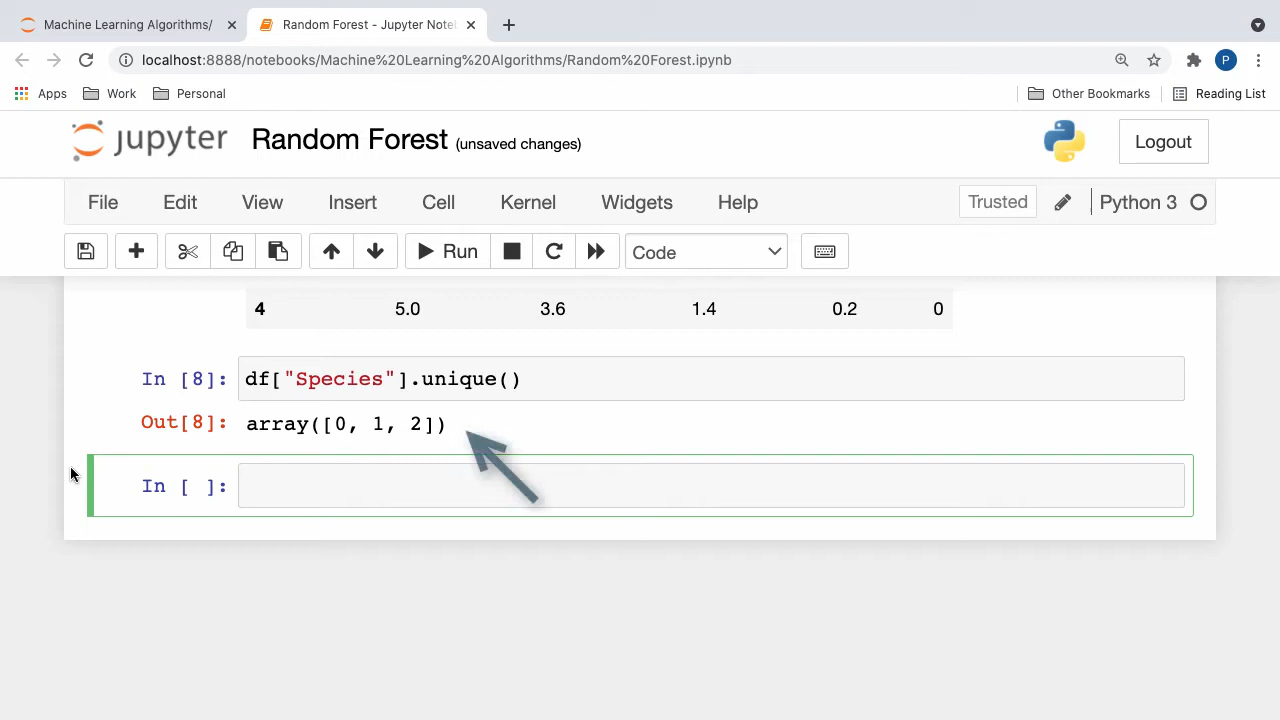 Machine Learning Algorithms/
Random Forest - Jupyter Note
localhost:8888/notebooks/Machine%20Learning%20Algorithms/Random%20Forest.ipynb
P
Apps Work Personal Other Bookmarks Reading List
jupyter Random Forest (unsaved changes) Logout
File Edit View Insert Cell Kernel Widgets Help Trusted Python 3
Run Code
4 5.0 3.6 1.4 0.2 0
In [8]: df["Species"].unique()
Out[8]: array([0, 1, 2])
In [ ]: